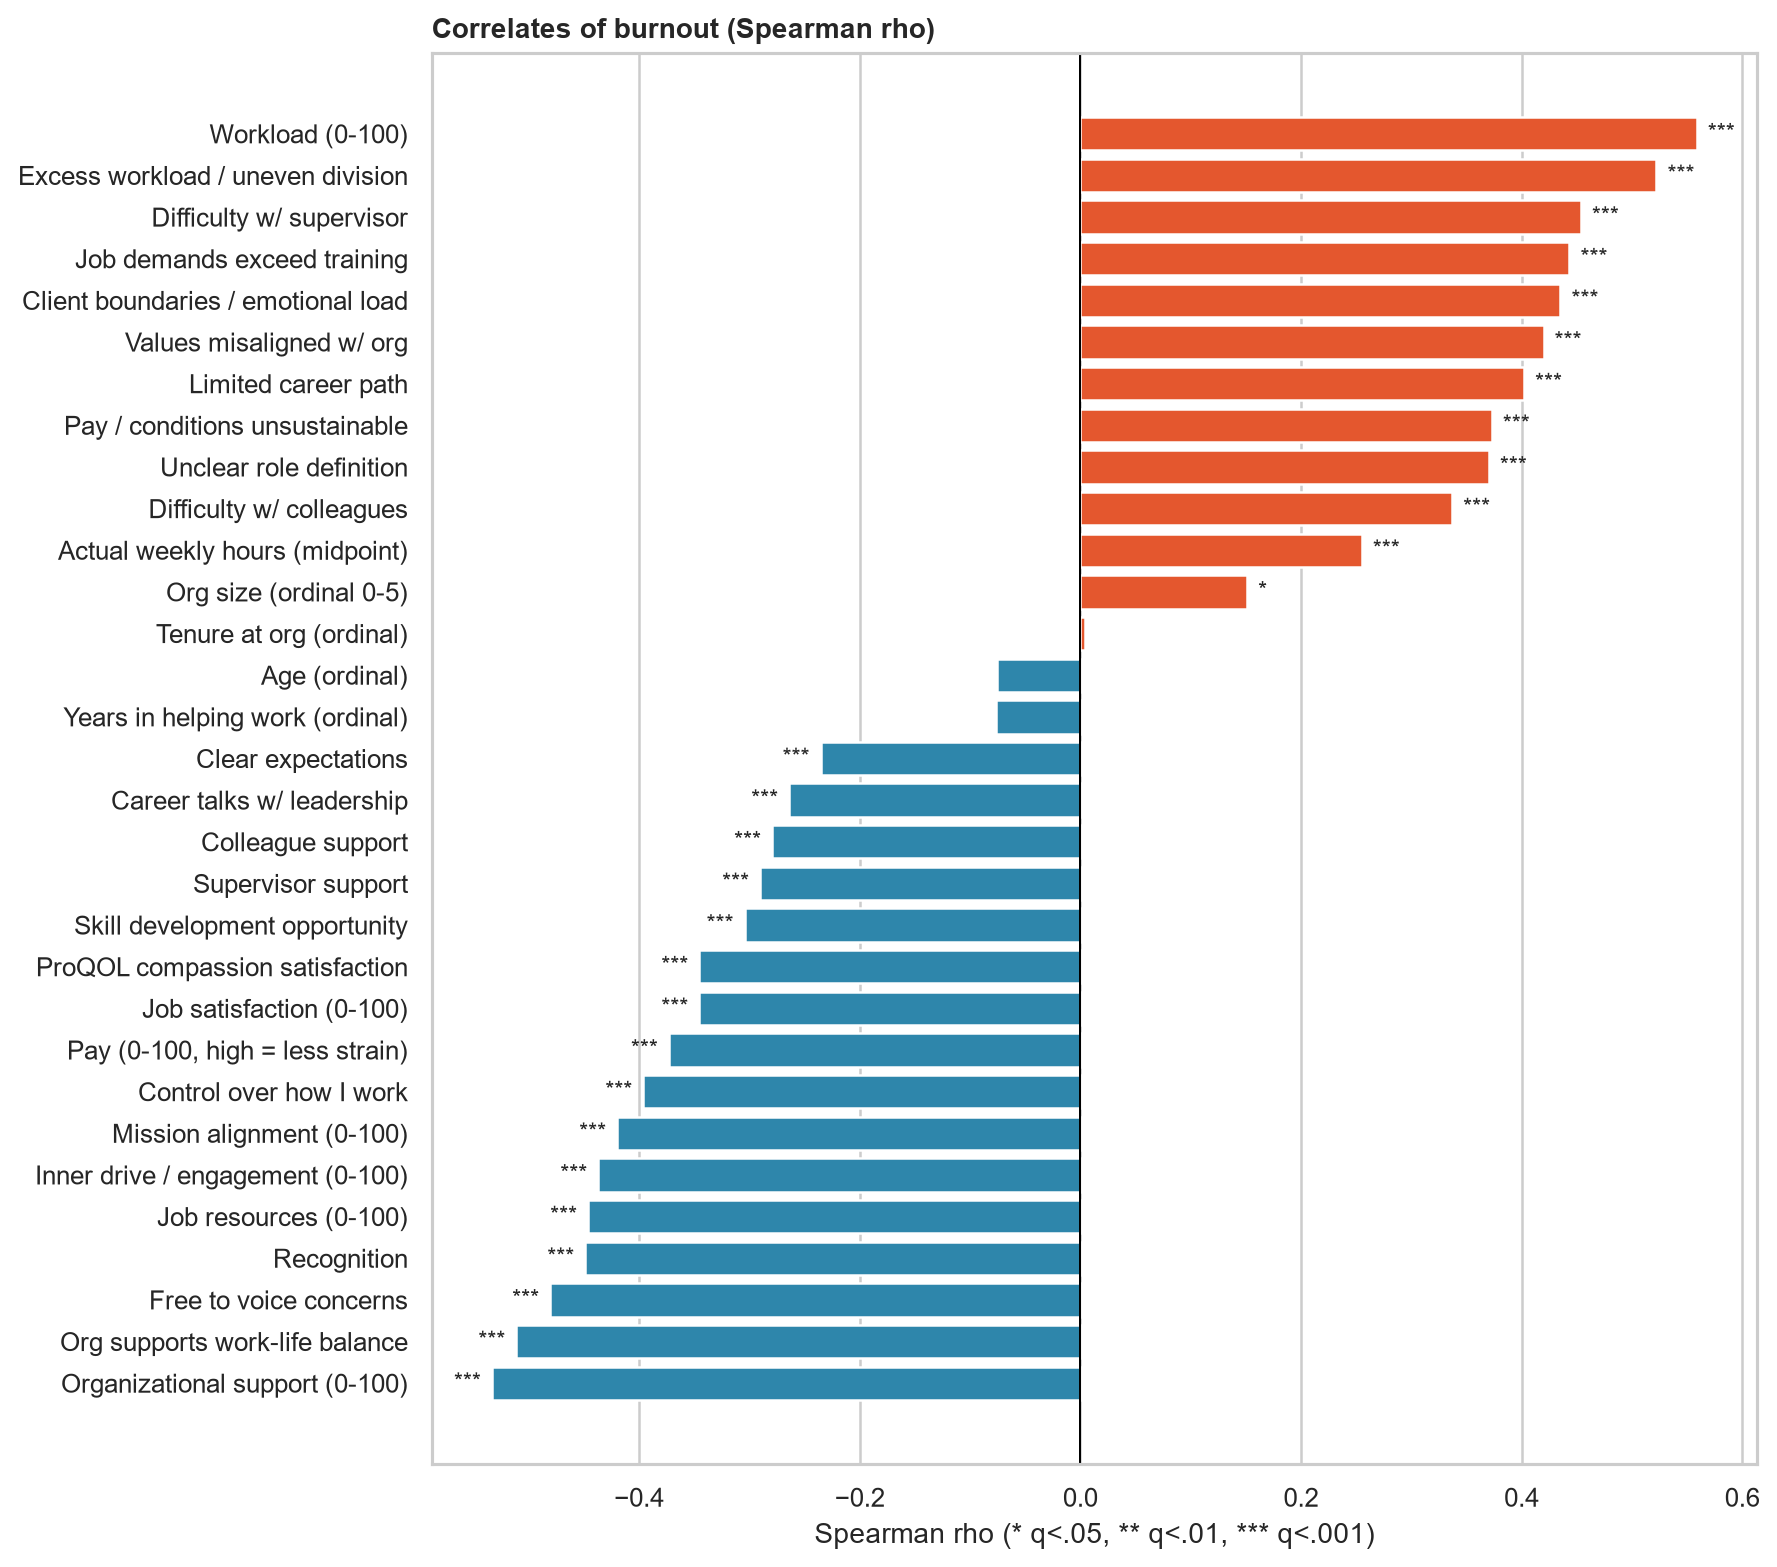 Correlates of burnout (Spearman rho)
Workload (0-100) ***
Excess workload / uneven division ***
Difficulty w/ supervisor ***
Job demands exceed training ***
Client boundaries / emotional load ***
Values misaligned w/ org ***
Limited career path ***
Pay / conditions unsustainable ***
Unclear role definition ***
Difficulty w/ colleagues ***
Actual weekly hours (midpoint) ***
Org size (ordinal 0-5) *
Tenure at org (ordinal)
Age (ordinal)
Years in helping work (ordinal)
Clear expectations ***
Career talks w/ leadership ***
Colleague support ***
Supervisor support ***
Skill development opportunity ***
ProQOL compassion satisfaction ***
Job satisfaction (0-100) ***
Pay (0-100, high = less strain) ***
Control over how I work ***
Mission alignment (0-100) ***
Inner drive / engagement (0-100) ***
Job resources (0-100) ***
Recognition ***
Free to voice concerns ***
Org supports work-life balance ***
Organizational support (0-100) ***
−0.4 −0.2 0.0 0.2 0.4 0.6
Spearman rho (* q<.05, ** q<.01, *** q<.001)